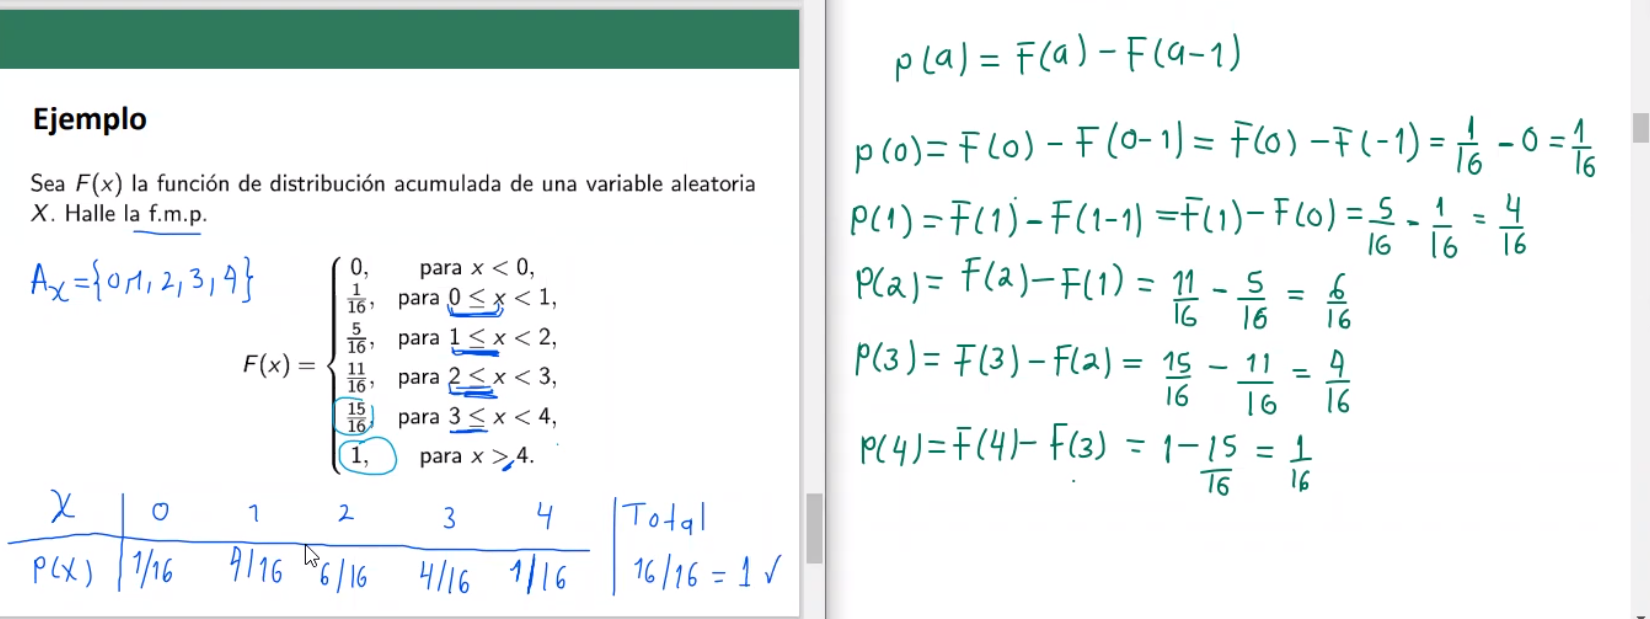 Ejemplo
Sea F(x) la función de distribución acumulada de una variable aleatoria
X. Halle la f.m.p.
Ax={0,1,2,3,4}
F(x) =
0, para x < 0,
1/16, para 0 ≤ x < 1,
5/16, para 1 ≤ x < 2,
11/16, para 2 ≤ x < 3,
15/16, para 3 ≤ x < 4,
1, para x > 4.
X | 0 1 2 3 4 | Total
P(X) | 1/16 4/16 6/16 4/16 1/16 | 16/16 = 1 ✓
p(a) = F(a) - F(a-1)
p(0) = F(0) - F(0-1) = F(0) - F(-1) = 1/16 - 0 = 1/16
p(1) = F(1) - F(1-1) = F(1) - F(0) = 5/16 - 1/16 = 4/16
p(2) = F(2) - F(1) = 11/16 - 5/16 = 6/16
p(3) = F(3) - F(2) = 15/16 - 11/16 = 4/16
p(4) = F(4) - F(3) = 1 - 15/16 = 1/16